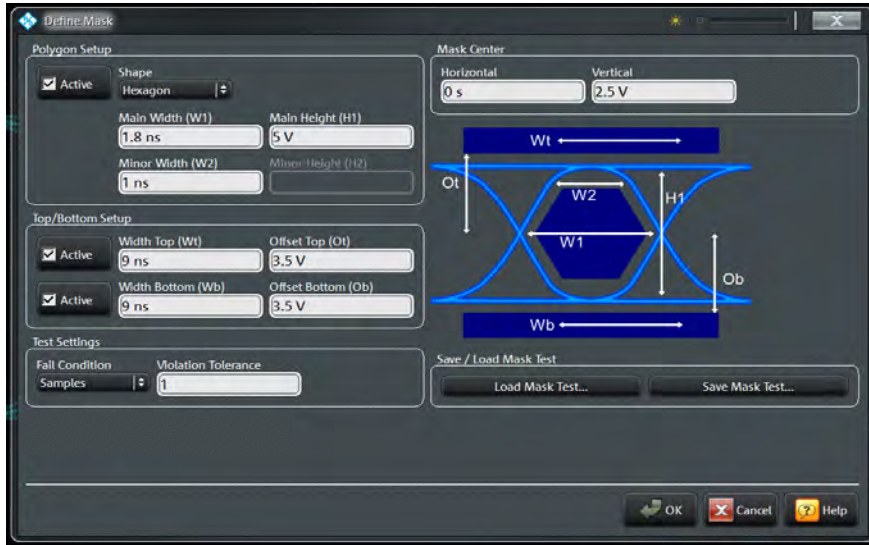 Define Mask
X
Polygon Setup
Active
Shape
Hexagon
Main Width (W1)
Main Height (H1)
1.8 ns
5 V
Minor Width (W2)
Minor Height (H2)
1 ns
Top/Bottom Setup
Active
Width Top (Wt)
Offset Top (Ot)
9 ns
3.5 V
Active
Width Bottom (Wb)
Offset Bottom (Ob)
9 ns
3.5 V
Test Settings
Fail Condition
Violation Tolerance
Samples
1
Mask Center
Horizontal
Vertical
0 s
2.5 V
Wt
Ot
W2
H1
W1
Ob
Wb
Save / Load Mask Test
Load Mask Test...
Save Mask Test...
OK
X Cancel
? Help